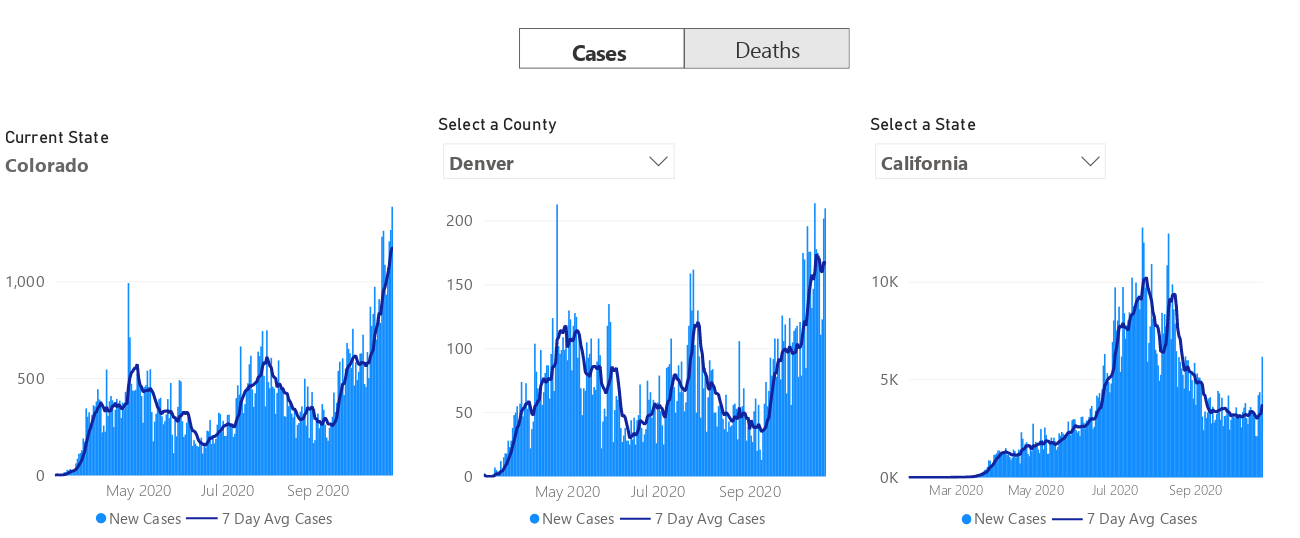 Cases Deaths
Current State
Colorado
Select a County
Denver
Select a State
California
1,000
500
0
May 2020 Jul 2020 Sep 2020
New Cases 7 Day Avg Cases
200
150
100
50
0
May 2020 Jul 2020 Sep 2020
New Cases 7 Day Avg Cases
10K
5K
0K
Mar 2020 May 2020 Jul 2020 Sep 2020
New Cases 7 Day Avg Cases